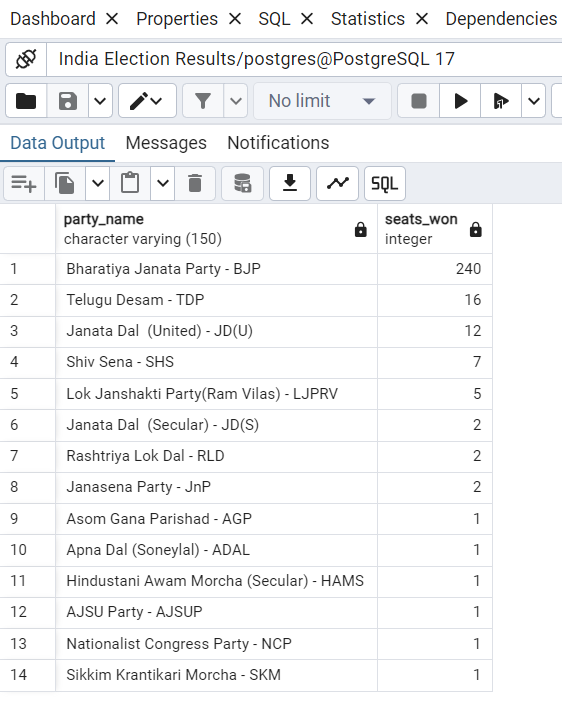 Dashboard × Properties × SQL × Statistics × Dependencies
India Election Results/postgres@PostgreSQL 17
No limit
Data Output Messages Notifications
SQL
party_name seats_won
character varying (150) integer
1 Bharatiya Janata Party - BJP 240
2 Telugu Desam - TDP 16
3 Janata Dal  (United) - JD(U) 12
4 Shiv Sena - SHS 7
5 Lok Janshakti Party(Ram Vilas) - LJPRV 5
6 Janata Dal  (Secular) - JD(S) 2
7 Rashtriya Lok Dal - RLD 2
8 Janasena Party - JnP 2
9 Asom Gana Parishad - AGP 1
10 Apna Dal (Soneylal) - ADAL 1
11 Hindustani Awam Morcha (Secular) - HAMS 1
12 AJSU Party - AJSUP 1
13 Nationalist Congress Party - NCP 1
14 Sikkim Krantikari Morcha - SKM 1